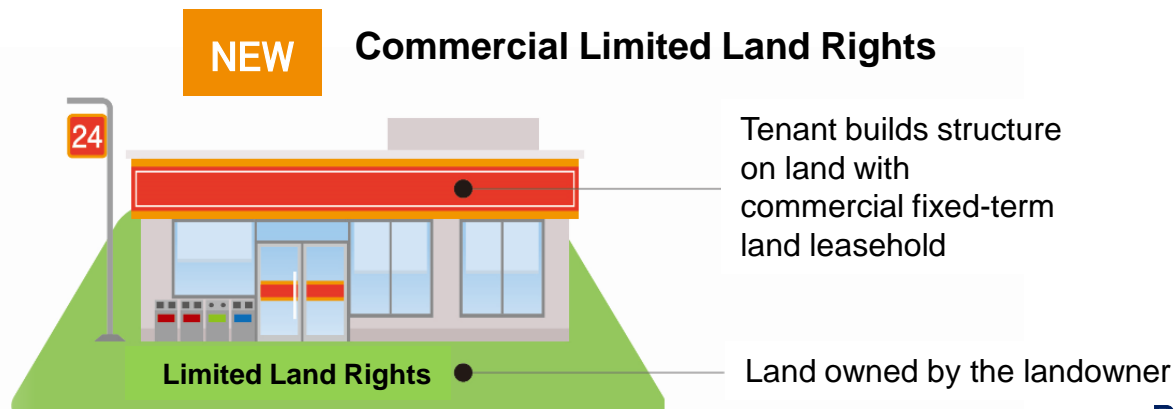 NEW
Commercial Limited Land Rights
24
Tenant builds structure
on land with
commercial fixed-term
land leasehold
Limited Land Rights
Land owned by the landowner